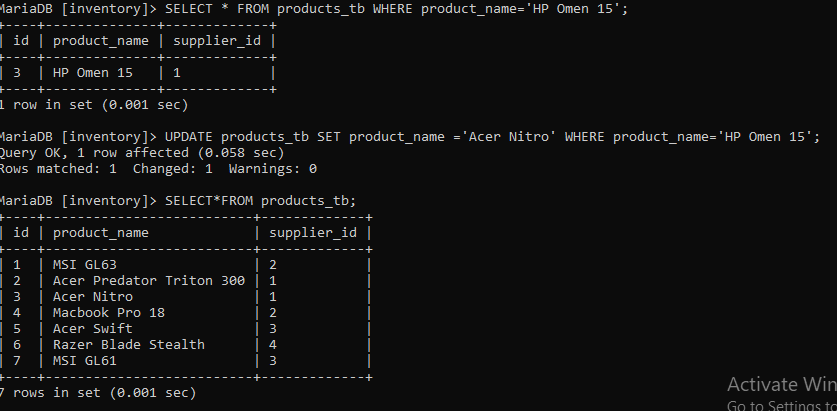 MariaDB [inventory]> SELECT * FROM products_tb WHERE product_name='HP Omen 15';
+----+--------------+-------------+
| id | product_name | supplier_id |
+----+--------------+-------------+
| 3 | HP Omen 15 | 1 |
+----+--------------+-------------+
1 row in set (0.001 sec)
MariaDB [inventory]> UPDATE products_tb SET product_name ='Acer Nitro' WHERE product_name='HP Omen 15';
Query OK, 1 row affected (0.058 sec)
Rows matched: 1  Changed: 1  Warnings: 0
MariaDB [inventory]> SELECT*FROM products_tb;
+----+--------------------------+-------------+
| id | product_name | supplier_id |
+----+--------------------------+-------------+
| 1 | MSI GL63 | 2 |
| 2 | Acer Predator Triton 300 | 1 |
| 3 | Acer Nitro | 1 |
| 4 | Macbook Pro 18 | 2 |
| 5 | Acer Swift | 3 |
| 6 | Razer Blade Stealth | 4 |
| 7 | MSI GL61 | 3 |
+----+--------------------------+-------------+
7 rows in set (0.001 sec)
Activate Win
Go to Settings to